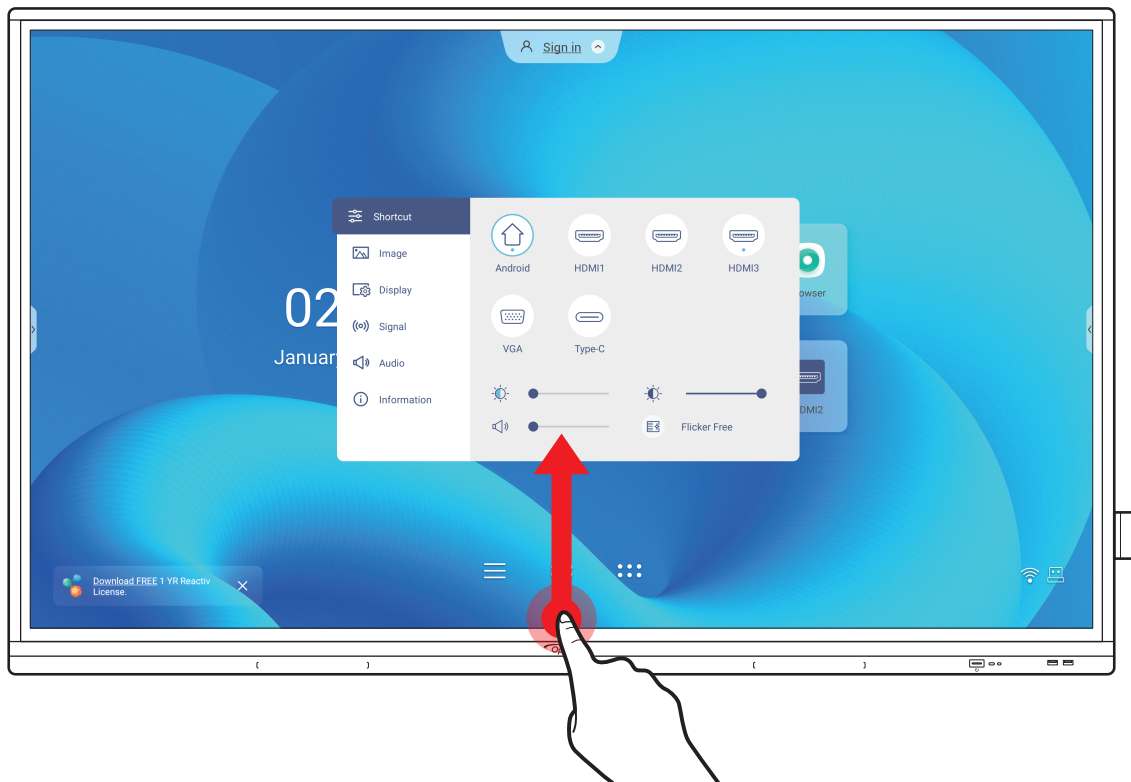 Sign in
Shortcut
Image
Display
Signal
Audio
Information
Android
HDMI1
HDMI2
HDMI3
VGA
Type-C
Flicker Free
02
Januar
owser
DMI2
Download FREE 1 YR Reactiv
License.